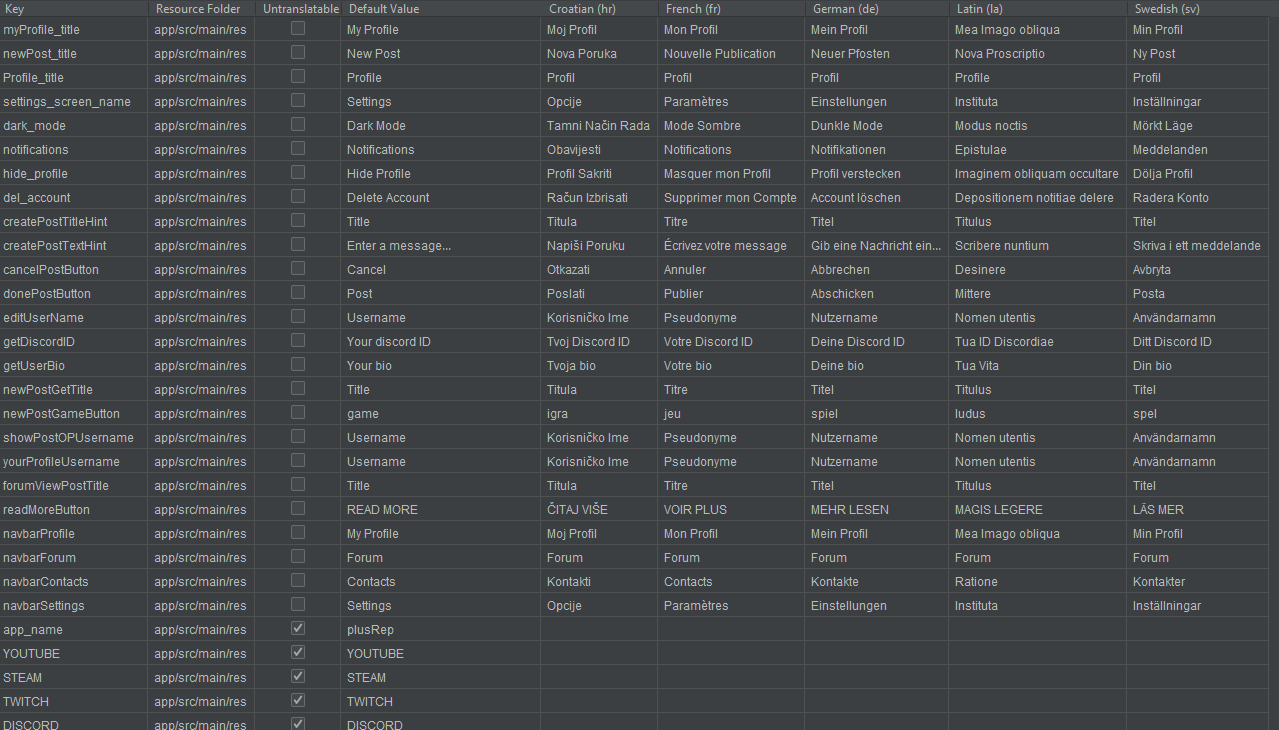 Key Resource Folder Untranslatable Default Value Croatian (hr) French (fr) German (de) Latin (la) Swedish (sv)
myProfile_title app/src/main/res My Profile Moj Profil Mon Profil Mein Profil Mea Imago obliqua Min Profil
newPost_title app/src/main/res New Post Nova Poruka Nouvelle Publication Neuer Pfosten Nova Proscriptio Ny Post
Profile_title app/src/main/res Profile Profil Profil Profil Profile Profil
settings_screen_name app/src/main/res Settings Opcije Paramètres Einstellungen Instituta Inställningar
dark_mode app/src/main/res Dark Mode Tamni Način Rada Mode Sombre Dunkle Mode Modus noctis Mörkt Läge
notifications app/src/main/res Notifications Obavijesti Notifications Notifikationen Epistulae Meddelanden
hide_profile app/src/main/res Hide Profile Profil Sakriti Masquer mon Profil Profil verstecken Imaginem obliquam occultare Dölja Profil
del_account app/src/main/res Delete Account Račun Izbrisati Supprimer mon Compte Account löschen Depositionem notitiae delere Radera Konto
createPostTitleHint app/src/main/res Title Titula Titre Titel Titulus Titel
createPostTextHint app/src/main/res Enter a message... Napiši Poruku Écrivez votre message Gib eine Nachricht ein... Scribere nuntium Skriva i ett meddelande
cancelPostButton app/src/main/res Cancel Otkazati Annuler Abbrechen Desinere Avbryta
donePostButton app/src/main/res Post Poslati Publier Abschicken Mittere Posta
editUserName app/src/main/res Username Korisničko Ime Pseudonyme Nutzername Nomen utentis Användarnamn
getDiscordID app/src/main/res Your discord ID Tvoj Discord ID Votre Discord ID Deine Discord ID Tua ID Discordiae Ditt Discord ID
getUserBio app/src/main/res Your bio Tvoja bio Votre bio Deine bio Tua Vita Din bio
newPostGetTitle app/src/main/res Title Titula Titre Titel Titulus Titel
newPostGameButton app/src/main/res game igra jeu spiel ludus spel
showPostOPUsername app/src/main/res Username Korisničko Ime Pseudonyme Nutzername Nomen utentis Användarnamn
yourProfileUsername app/src/main/res Username Korisničko Ime Pseudonyme Nutzername Nomen utentis Användarnamn
forumViewPostTitle app/src/main/res Title Titula Titre Titel Titulus Titel
readMoreButton app/src/main/res READ MORE ČITAJ VIŠE VOIR PLUS MEHR LESEN MAGIS LEGERE LÄS MER
navbarProfile app/src/main/res My Profile Moj Profil Mon Profil Mein Profil Mea Imago obliqua Min Profil
navbarForum app/src/main/res Forum Forum Forum Forum Forum Forum
navbarContacts app/src/main/res Contacts Kontakti Contacts Kontakte Ratione Kontakter
navbarSettings app/src/main/res Settings Opcije Paramètres Einstellungen Instituta Inställningar
app_name app/src/main/res plusRep
YOUTUBE app/src/main/res YOUTUBE
STEAM app/src/main/res STEAM
TWITCH app/src/main/res TWITCH
DISCORD app/src/main/res DISCORD